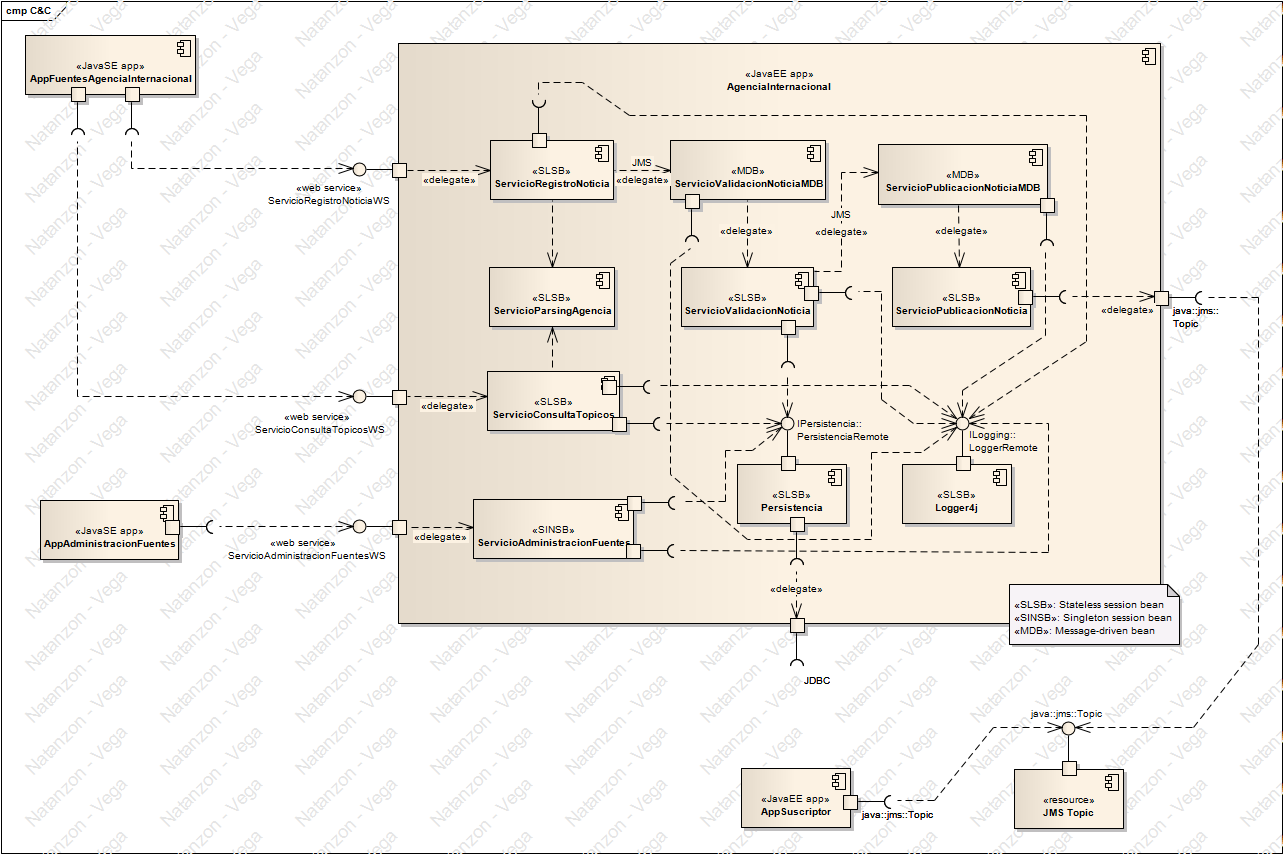 cmp C&C
«JavaSE app»
AppFuentesAgenciaInternacional
«JavaEE app»
AgenciaInternacional
«SLSB»
ServicioRegistroNoticia
JMS
«delegate»
«MDB»
ServicioValidacionNoticiaMDB
«MDB»
ServicioPublicacionNoticiaMDB
«delegate»
«web service»
ServicioRegistroNoticiaWS
JMS
«delegate»
«delegate»
«delegate»
«SLSB»
ServicioParsingAgencia
«SLSB»
ServicioValidacionNoticia
«SLSB»
ServicioPublicacionNoticia
«delegate»
java::jms::
Topic
«SLSB»
ServicioConsultaTopicos
«delegate»
«web service»
ServicioConsultaTopicosWS
IPersistencia::
PersistenciaRemote
ILogging::
LoggerRemote
«SLSB»
Persistencia
«SLSB»
Logger4j
«JavaSE app»
AppAdministracionFuentes
«web service»
ServicioAdministracionFuentesWS
«delegate»
«SINSB»
ServicioAdministracionFuentes
«delegate»
«SLSB»: Stateless session bean
«SINSB»: Singleton session bean
«MDB»: Message-driven bean
JDBC
java::jms::Topic
«JavaEE app»
AppSuscriptor
java::jms::Topic
«resource»
JMS Topic
Natanzon - Vega